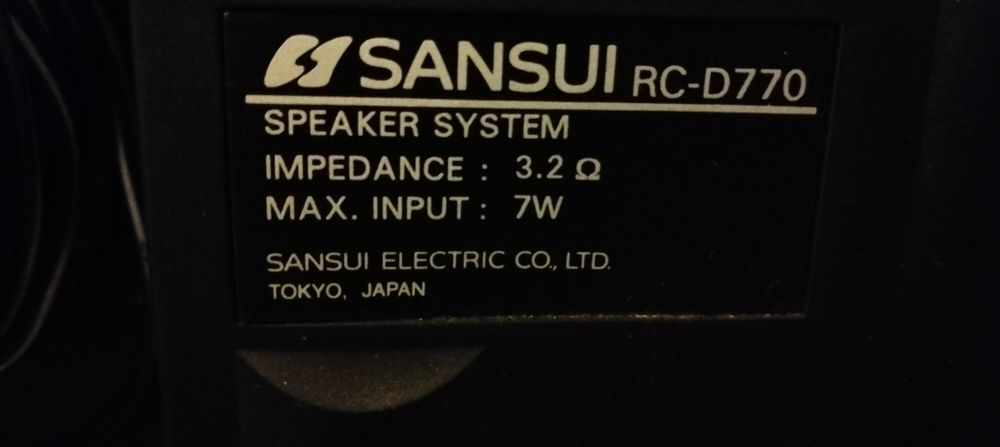 SANSUI RC-D770
SPEAKER SYSTEM
IMPEDANCE : 3.2 Ω
MAX. INPUT : 7W
SANSUI ELECTRIC CO., LTD.
TOKYO, JAPAN